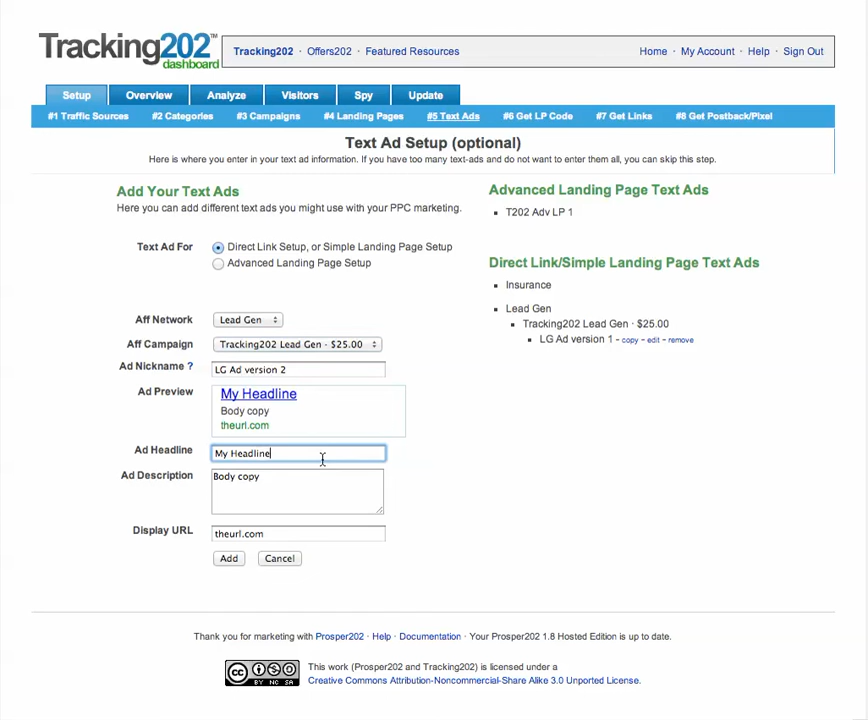 Tracking202™
dashboard
Tracking202 · Offers202 · Featured Resources
Home · My Account · Help · Sign Out
Setup Overview Analyze Visitors Spy Update
#1 Traffic Sources #2 Categories #3 Campaigns #4 Landing Pages #5 Text Ads #6 Get LP Code #7 Get Links #8 Get Postback/Pixel
Text Ad Setup (optional)
Here is where you enter in your text ad information. If you have too many text-ads and do not want to enter them all, you can skip this step.
Add Your Text Ads
Here you can add different text ads you might use with your PPC marketing.
Text Ad For
Direct Link Setup, or Simple Landing Page Setup
Advanced Landing Page Setup
Aff Network Lead Gen
Aff Campaign Tracking202 Lead Gen · $25.00
Ad Nickname ? LG Ad version 2
Ad Preview
My Headline
Body copy
theurl.com
Ad Headline My Headline
Ad Description Body copy
Display URL theurl.com
Add Cancel
Advanced Landing Page Text Ads
T202 Adv LP 1
Direct Link/Simple Landing Page Text Ads
Insurance
Lead Gen
Tracking202 Lead Gen · $25.00
LG Ad version 1 - copy - edit - remove
Thank you for marketing with Prosper202 · Help · Documentation · Your Prosper202 1.8 Hosted Edition is up to date.
cc BY NC SA
This work (Prosper202 and Tracking202) is licensed under a
Creative Commons Attribution-Noncommercial-Share Alike 3.0 Unported License.